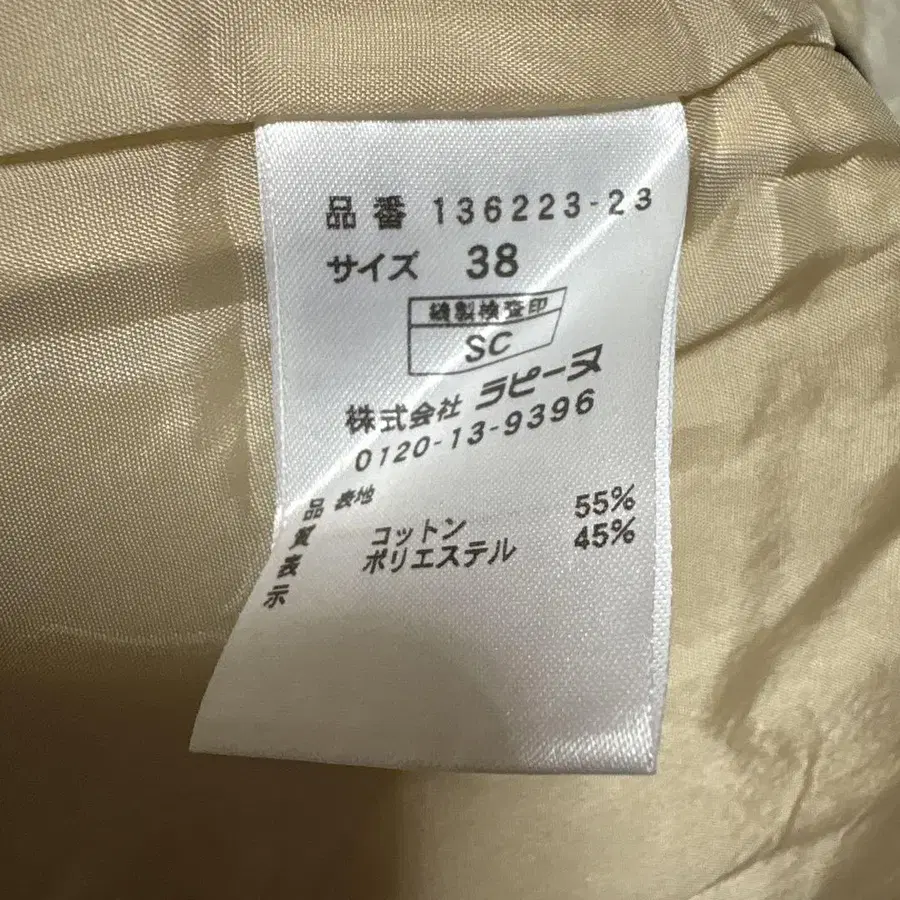 品番 136223-23
サイズ 38
縫製検査印
SC
株式会社 ラピーヌ
0120-13-9396
品質表示
表地
コットン 55%
ポリエステル 45%